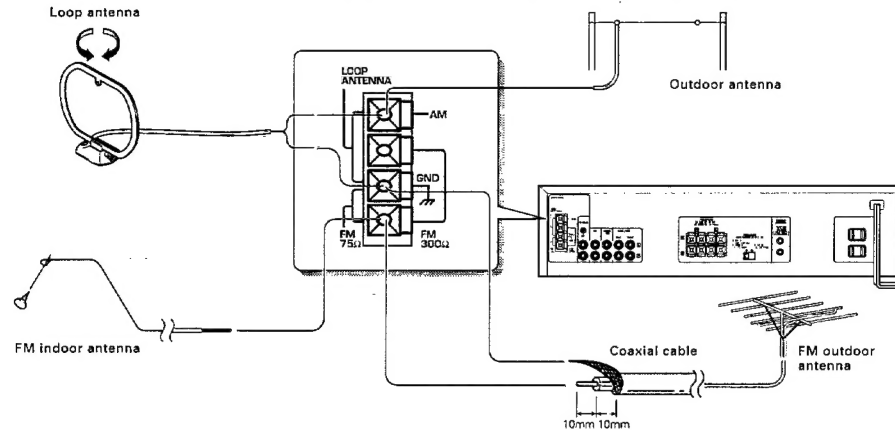 Loop antenna
Outdoor antenna
LOOP
ANTENNA
AM
GND
FM
75Ω
FM
300Ω
FM indoor antenna
Coaxial cable
FM outdoor
antenna
10mm 10mm